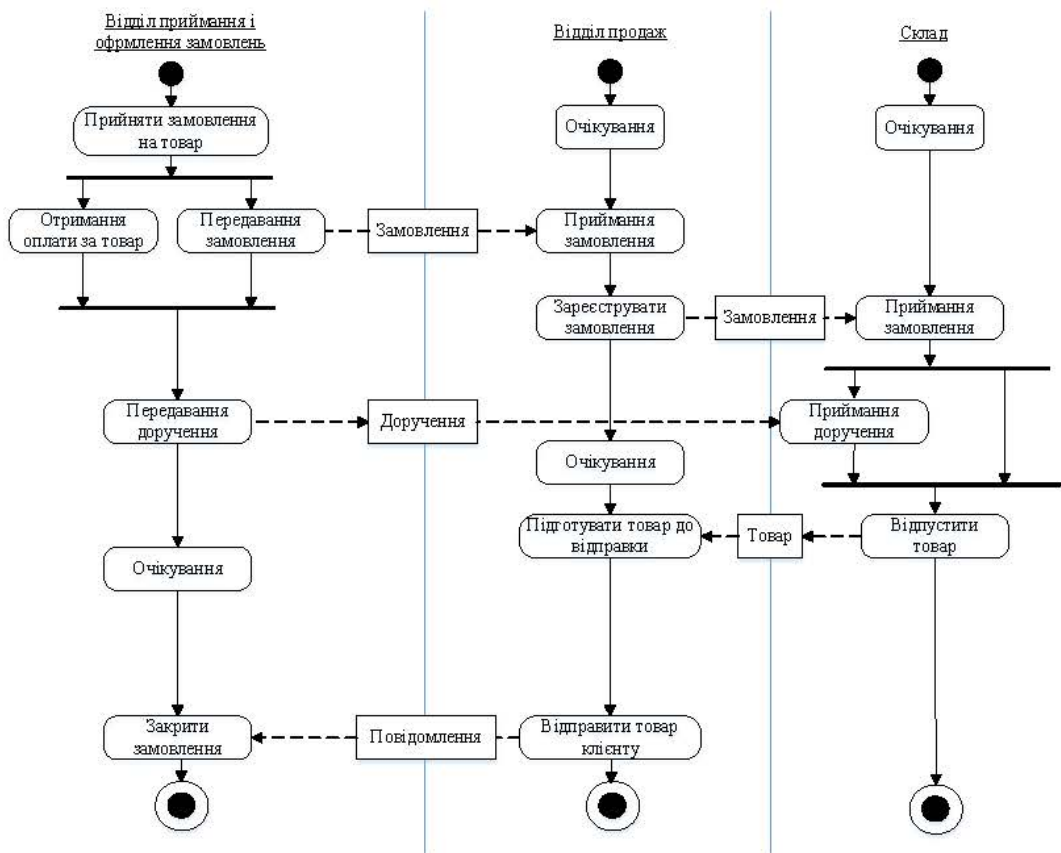 Відділ приймання і
офрмлення замовлень
Відділ продаж
Склад
Прийняти замовлення
на товар
Очікування
Очікування
Отримання
оплати за товар
Передавання
замовлення
Замовлення
Приймання
замовлення
Зареєструвати
замовлення
Замовлення
Приймання
замовлення
Передавання
доручення
Доручення
Приймання
доручення
Очікування
Підготувати товар до
відправки
Товар
Відпустити
товар
Очікування
Закрити
замовлення
Повідомлення
Відправити товар
клієнту